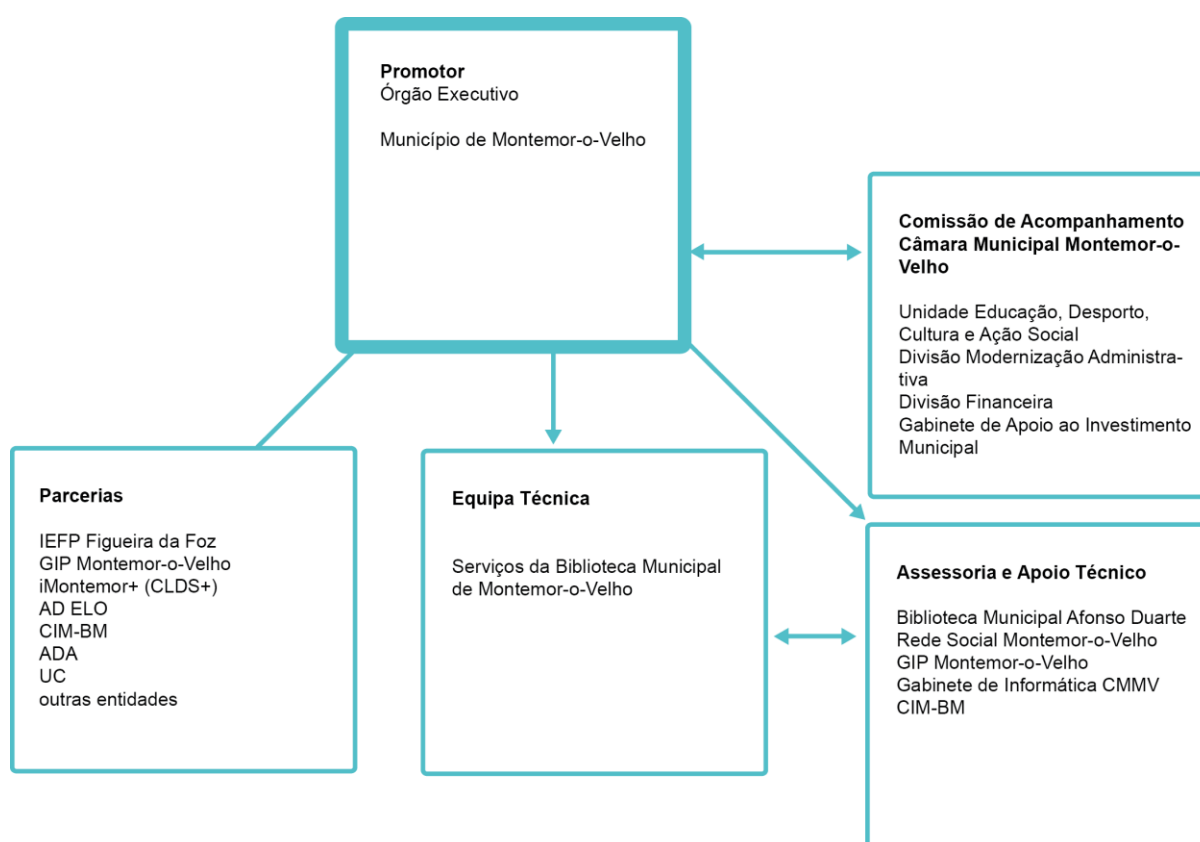 Promotor
Órgão Executivo
Município de Montemor-o-Velho
Comissão de Acompanhamento
Câmara Municipal Montemor-o-
Velho
Unidade Educação, Desporto,
Cultura e Ação Social
Divisão Modernização Administra-
tiva
Divisão Financeira
Gabinete de Apoio ao Investimento
Municipal
Parcerias
IEFP Figueira da Foz
GIP Montemor-o-Velho
iMontemor+ (CLDS+)
AD ELO
CIM-BM
ADA
UC
outras entidades
Equipa Técnica
Serviços da Biblioteca Municipal
de Montemor-o-Velho
Assessoria e Apoio Técnico
Biblioteca Municipal Afonso Duarte
Rede Social Montemor-o-Velho
GIP Montemor-o-Velho
Gabinete de Informática CMMV
CIM-BM